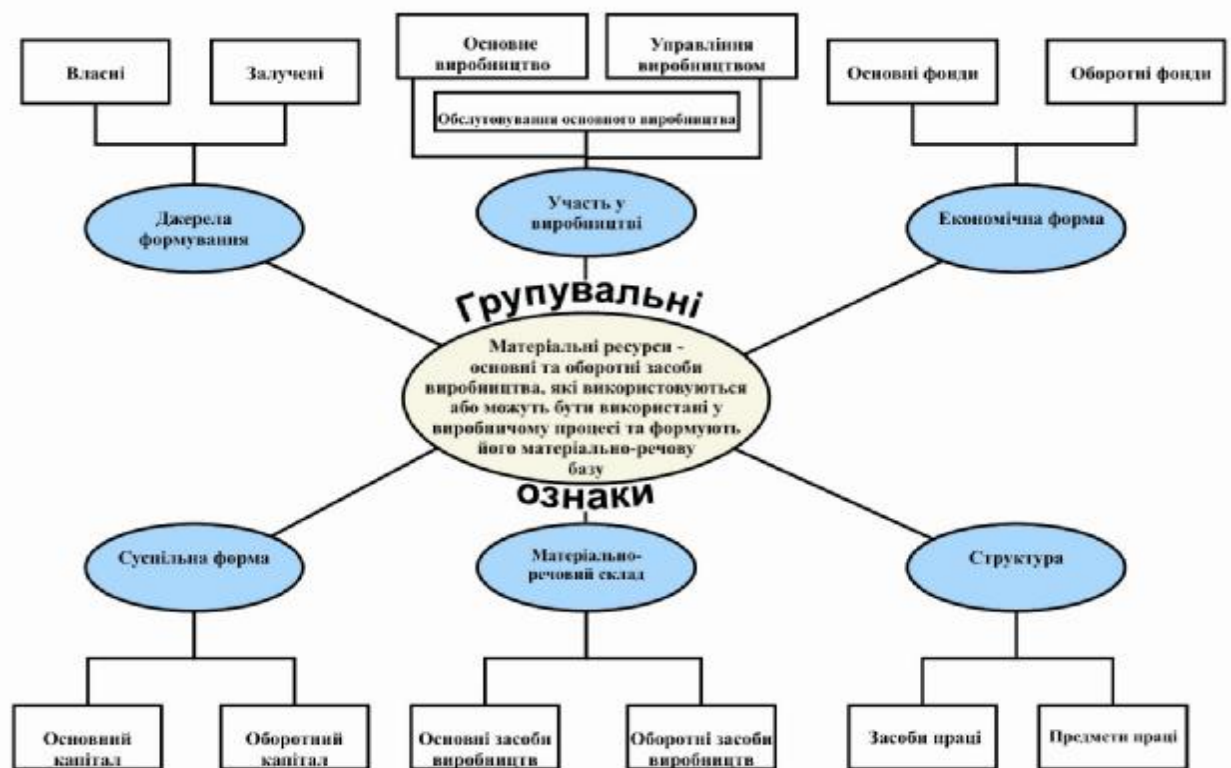 Власні
Залучені
Основне
виробництво
Управління
виробництвом
Обслутовування основного виробництва
Основні фонди
Оборотні фонди
Джерела
формування
Участь у
виробництві
Економічна форма
Групувальні
Матеріальні ресурси -
основні та оборотні засоби
виробництва, які використовуються
або можуть бути використані у
виробничому процесі та формують
його матеріально-речову
базу
ознаки
Суспільна форма
Матеріально-
речовий склад
Структура
Основний
капітал
Оборотний
капітал
Основні засоби
виробництв
Оборотні засоби
виробництв
Засоби праці
Предмети праці